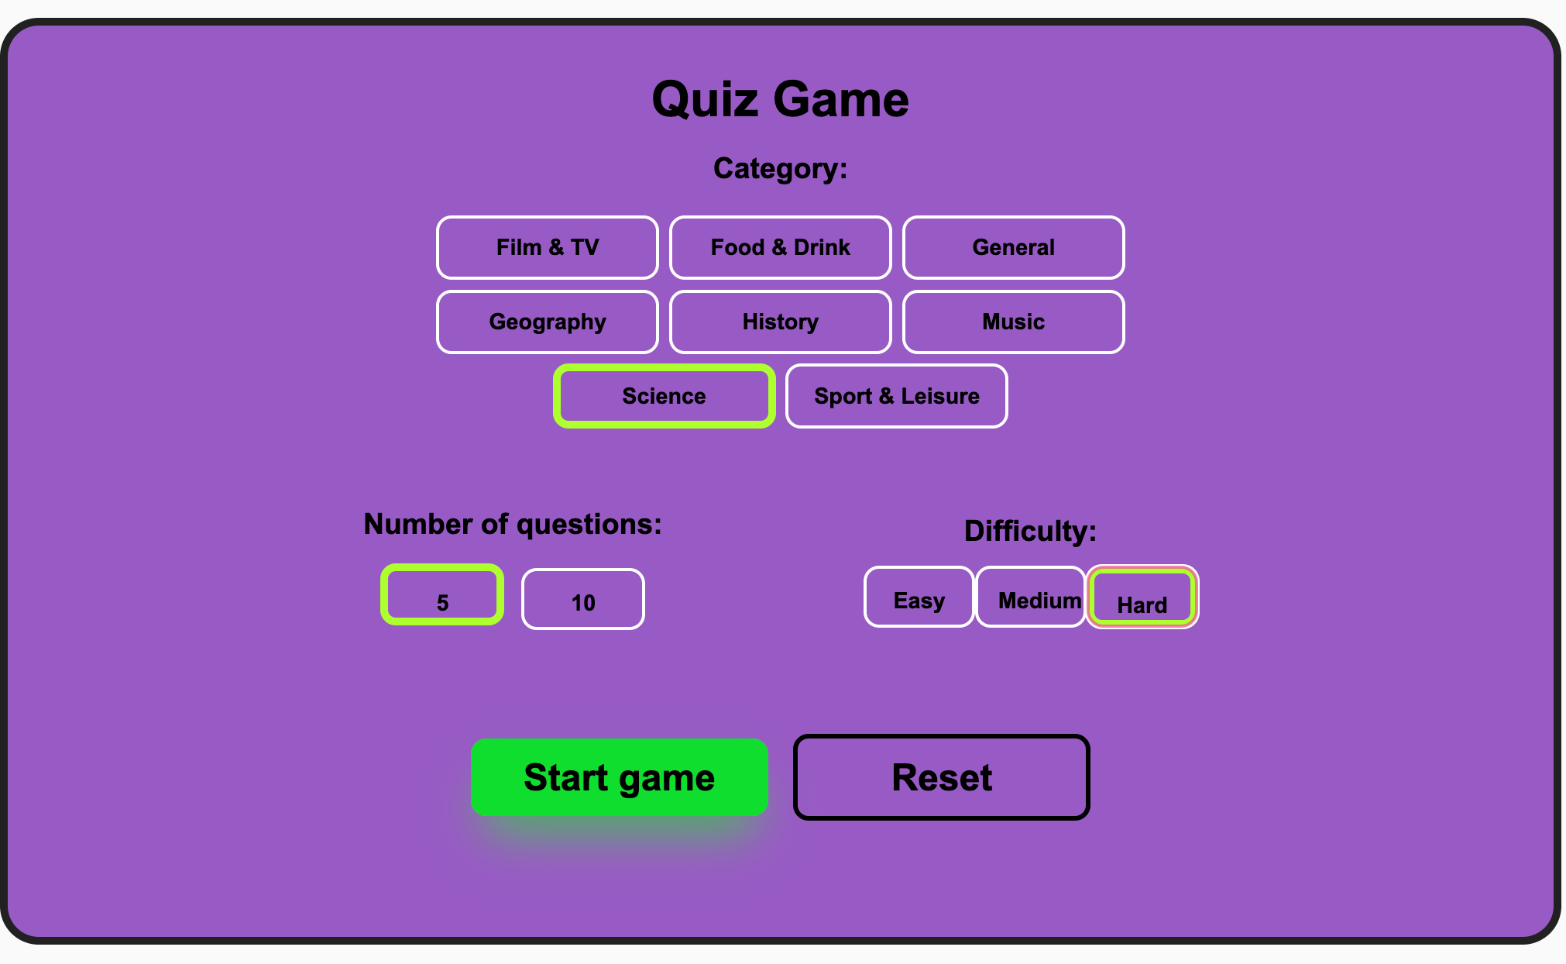 Quiz Game
Category:
Film & TV
Food & Drink
General
Geography
History
Music
Science
Sport & Leisure
Number of questions:
5
10
Difficulty:
Easy
Medium
Hard
Start game
Reset